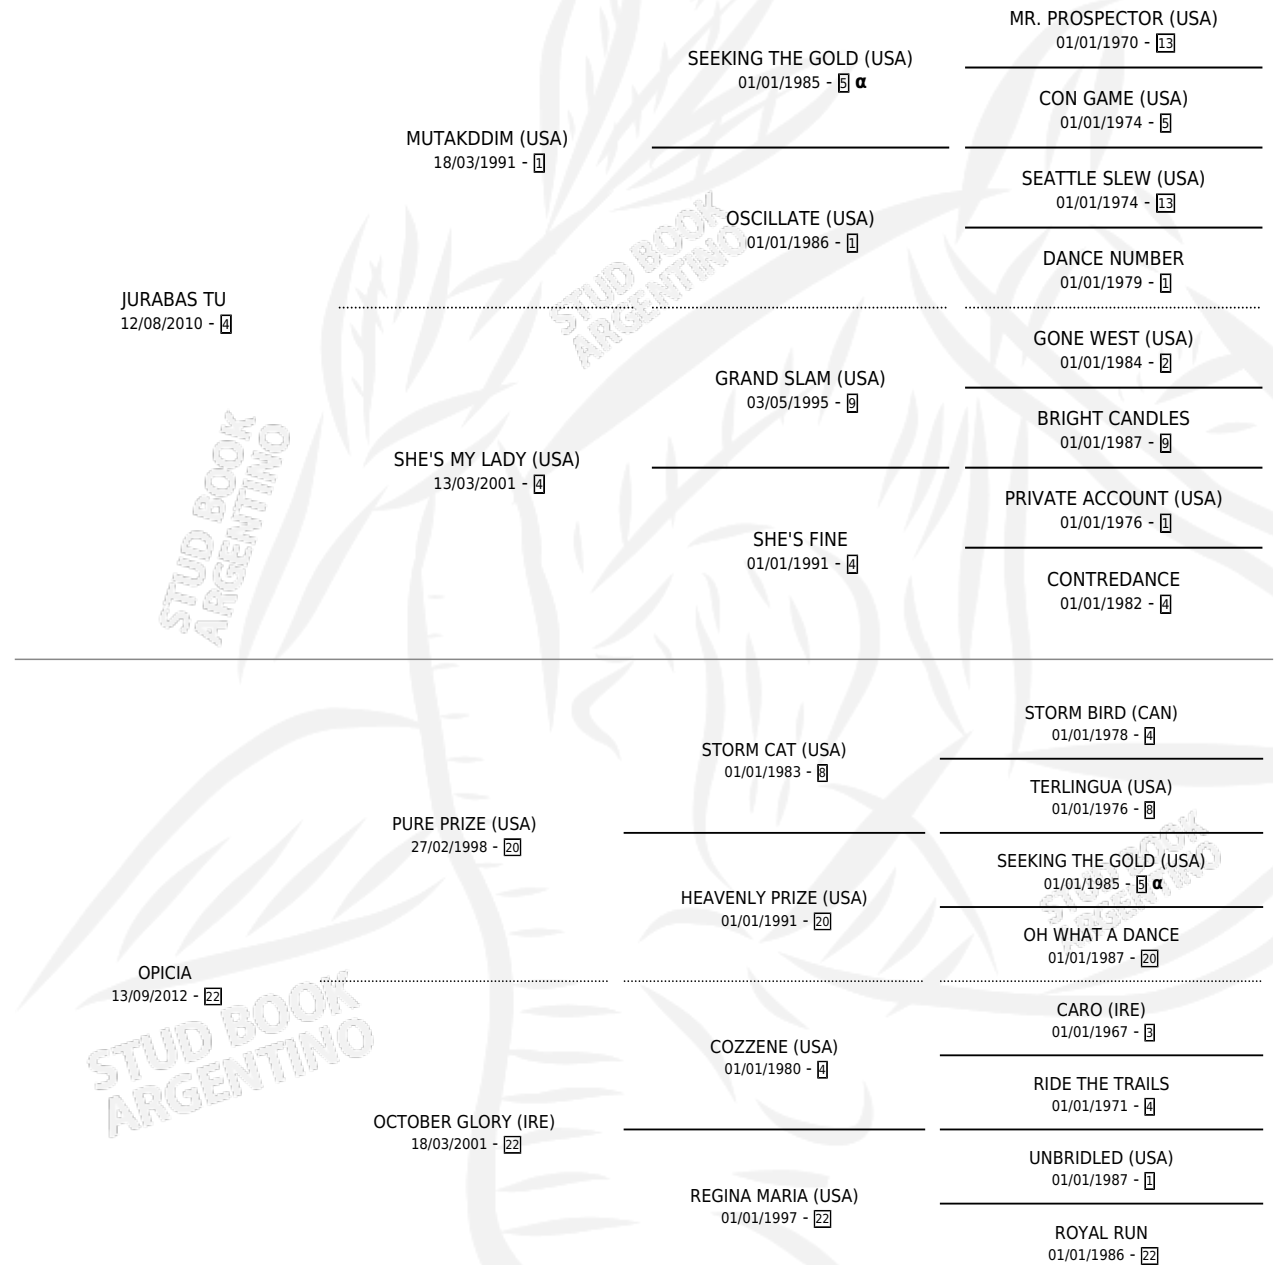 MR. PROSPECTOR (USA)
01/01/1970 - 13
SEEKING THE GOLD (USA)
01/01/1985 - 5 α
CON GAME (USA)
01/01/1974 - 5
MUTAKDDIM (USA)
18/03/1991 - 1
SEATTLE SLEW (USA)
01/01/1974 - 13
OSCILLATE (USA)
01/01/1986 - 1
DANCE NUMBER
01/01/1979 - 1
STUD BOOK
ARGENTINO
JURABAS TU
12/08/2010 - 4
GONE WEST (USA)
01/01/1984 - 2
GRAND SLAM (USA)
03/05/1995 - 9
BRIGHT CANDLES
01/01/1987 - 9
SHE'S MY LADY (USA)
13/03/2001 - 4
PRIVATE ACCOUNT (USA)
01/01/1976 - 1
SHE'S FINE
01/01/1991 - 4
CONTREDANCE
01/01/1982 - 4
STUD BOOK
ARGENTINO
STORM BIRD (CAN)
01/01/1978 - 4
STORM CAT (USA)
01/01/1983 - 8
TERLINGUA (USA)
01/01/1976 - 8
PURE PRIZE (USA)
27/02/1998 - 20
SEEKING THE GOLD (USA)
01/01/1985 - 5 α
HEAVENLY PRIZE (USA)
01/01/1991 - 20
OH WHAT A DANCE
01/01/1987 - 20
STUD BOOK
ARGENTINO
OPICIA
13/09/2012 - 22
CARO (IRE)
01/01/1967 - 3
COZZENE (USA)
01/01/1980 - 4
RIDE THE TRAILS
01/01/1971 - 4
OCTOBER GLORY (IRE)
18/03/2001 - 22
UNBRIDLED (USA)
01/01/1987 - 1
REGINA MARIA (USA)
01/01/1997 - 22
ROYAL RUN
01/01/1986 - 22
STUD BOOK
ARGENTINO